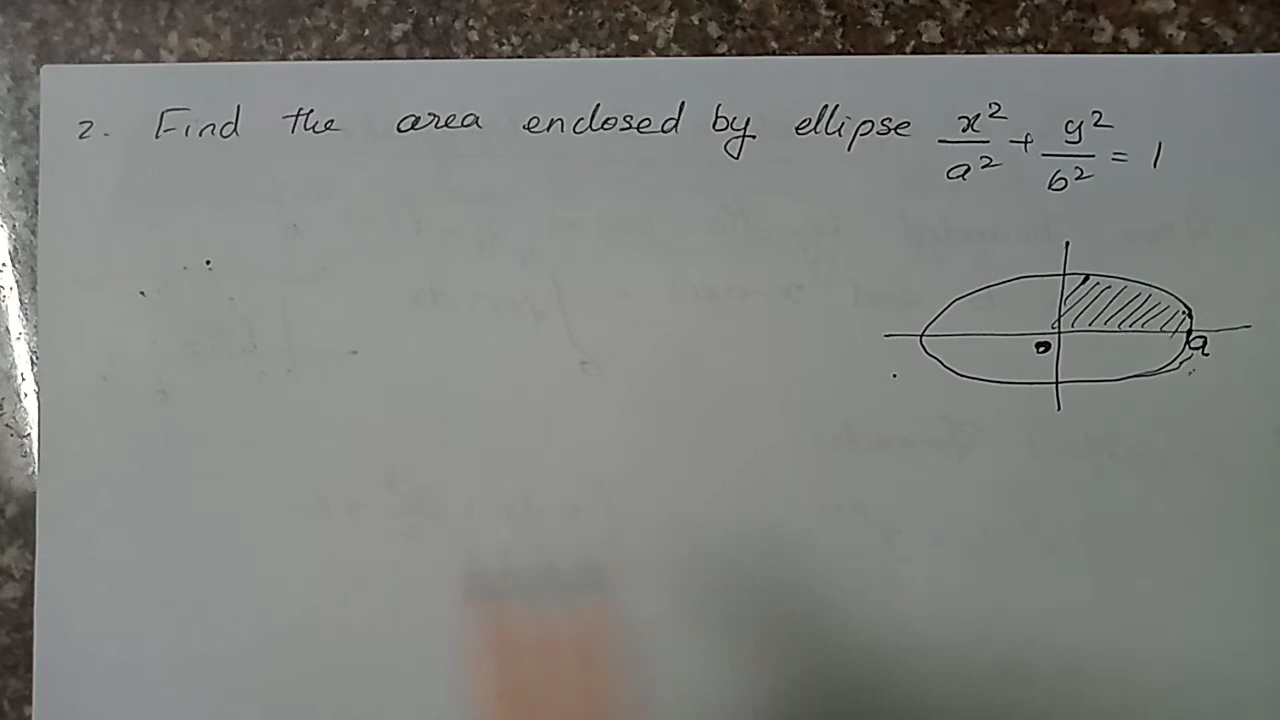 2. Find the area enclosed by ellipse x²/a² + y²/b² = 1
o a